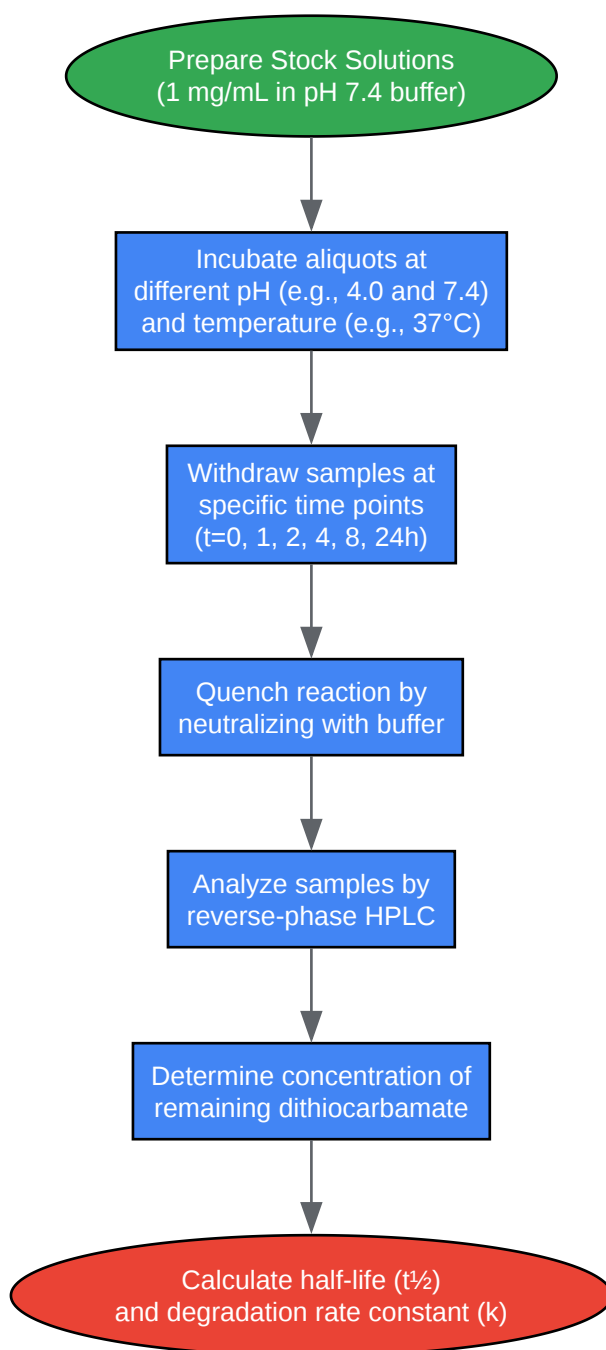 Prepare Stock Solutions
(1 mg/mL in pH 7.4 buffer)
Incubate aliquots at
different pH (e.g., 4.0 and 7.4)
and temperature (e.g., 37°C)
Withdraw samples at
specific time points
(t=0, 1, 2, 4, 8, 24h)
Quench reaction by
neutralizing with buffer
Analyze samples by
reverse-phase HPLC
Determine concentration of
remaining dithiocarbamate
Calculate half-life (t½)
and degradation rate constant (k)